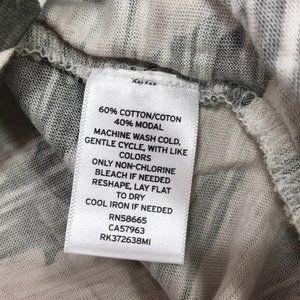 60% COTTON/COTON
40% MODAL
MACHINE WASH COLD,
GENTLE CYCLE, WITH LIKE
COLORS
ONLY NON-CHLORINE
BLEACH IF NEEDED
RESHAPE, LAY FLAT
TO DRY
COOL IRON IF NEEDED
RN58665
CA57963
RK372638MI